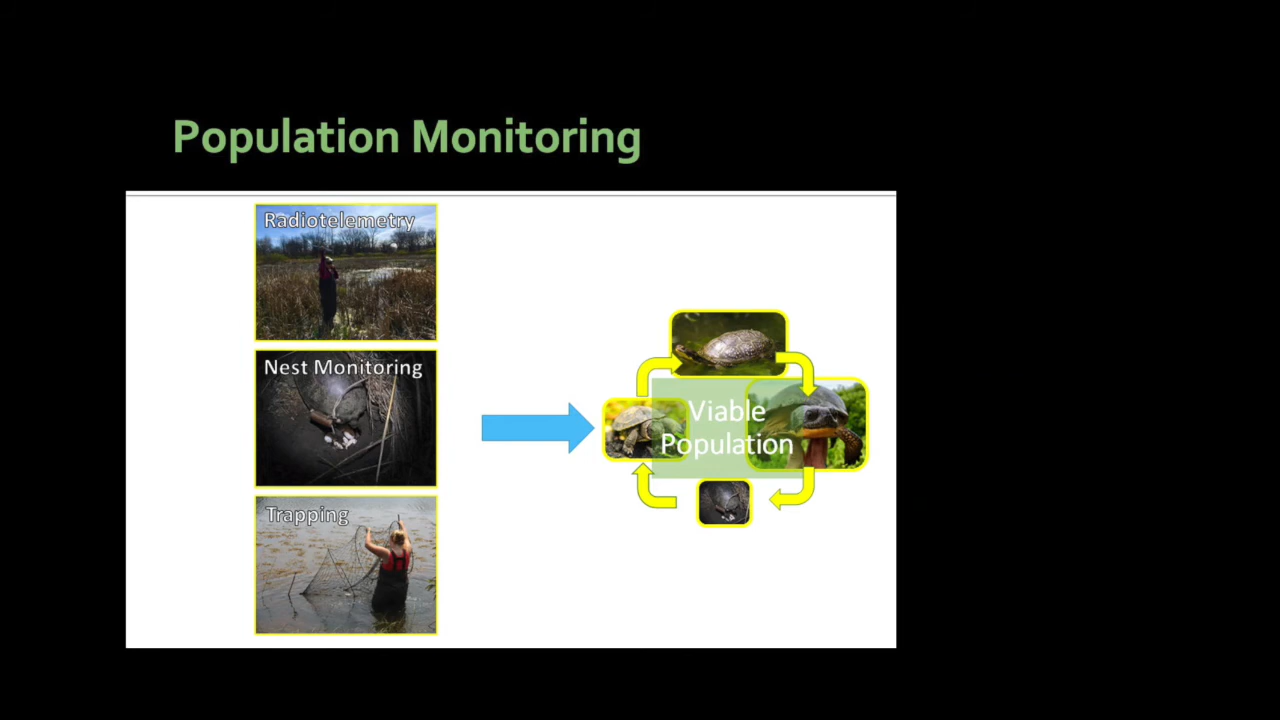 Population Monitoring
Radiotelemetry
Nest Monitoring
Trapping
Viable
Population